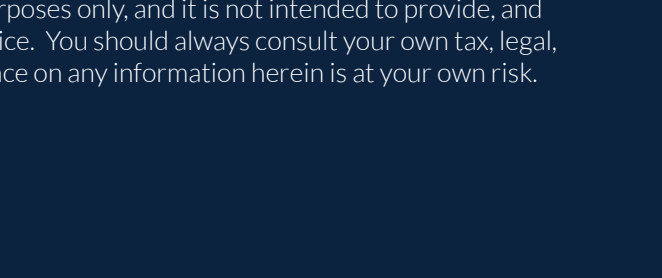 rposes only, and it is not intended to provide, and
ice.  You should always consult your own tax, legal,
ce on any information herein is at your own risk.